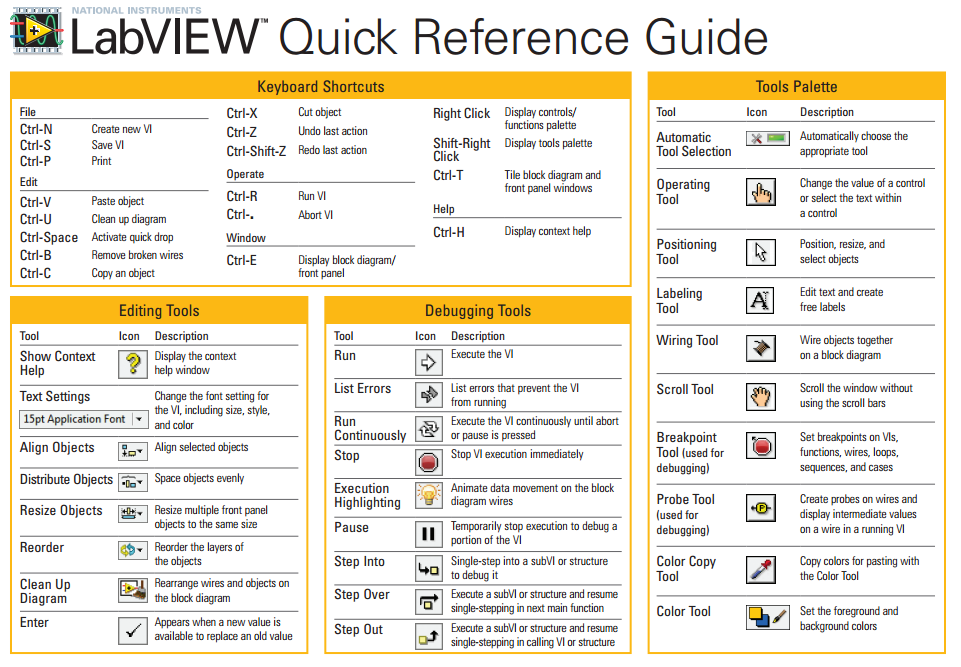 NATIONAL INSTRUMENTS
LabVIEW™ Quick Reference Guide
Keyboard Shortcuts
File
Ctrl-N Create new VI
Ctrl-S Save VI
Ctrl-P Print
Edit
Ctrl-V Paste object
Ctrl-U Clean up diagram
Ctrl-Space Activate quick drop
Ctrl-B Remove broken wires
Ctrl-C Copy an object
Ctrl-X Cut object
Ctrl-Z Undo last action
Ctrl-Shift-Z Redo last action
Operate
Ctrl-R Run VI
Ctrl-. Abort VI
Window
Ctrl-E Display block diagram/
front panel
Right Click Display controls/
functions palette
Shift-Right Display tools palette
Click
Ctrl-T Tile block diagram and
front panel windows
Help
Ctrl-H Display context help
Tools Palette
Tool Icon Description
Automatic Automatically choose the
Tool Selection appropriate tool
Operating Change the value of a control
Tool or select the text within
a control
Positioning Position, resize, and
Tool select objects
Labeling Edit text and create
Tool A free labels
Wiring Tool Wire objects together
on a block diagram
Scroll Tool Scroll the window without
using the scroll bars
Breakpoint Set breakpoints on VIs,
Tool (used for functions, wires, loops,
debugging) sequences, and cases
Probe Tool Create probes on wires and
(used for P display intermediate values
debugging) on a wire in a running VI
Color Copy Copy colors for pasting with
Tool the Color Tool
Color Tool Set the foreground and
background colors
Editing Tools
Tool Icon Description
Show Context Display the context
Help ? help window
Text Settings Change the font setting for
15pt Application Font the VI, including size, style,
and color
Align Objects Align selected objects
Distribute Objects Space objects evenly
Resize Objects Resize multiple front panel
objects to the same size
Reorder Reorder the layers of
the objects
Clean Up Rearrange wires and objects on
Diagram the block diagram
Enter Appears when a new value is
available to replace an old value
Debugging Tools
Tool Icon Description
Run Execute the VI
List Errors List errors that prevent the VI
from running
Run Execute the VI continuously until abort
Continuously or pause is pressed
Stop Stop VI execution immediately
Execution Animate data movement on the block
Highlighting diagram wires
Pause Temporarily stop execution to debug a
portion of the VI
Step Into Single-step into a subVI or structure
to debug it
Step Over Execute a subVI or structure and resume
single-stepping in next main function
Step Out Execute a subVI or structure and resume
single-stepping in calling VI or structure